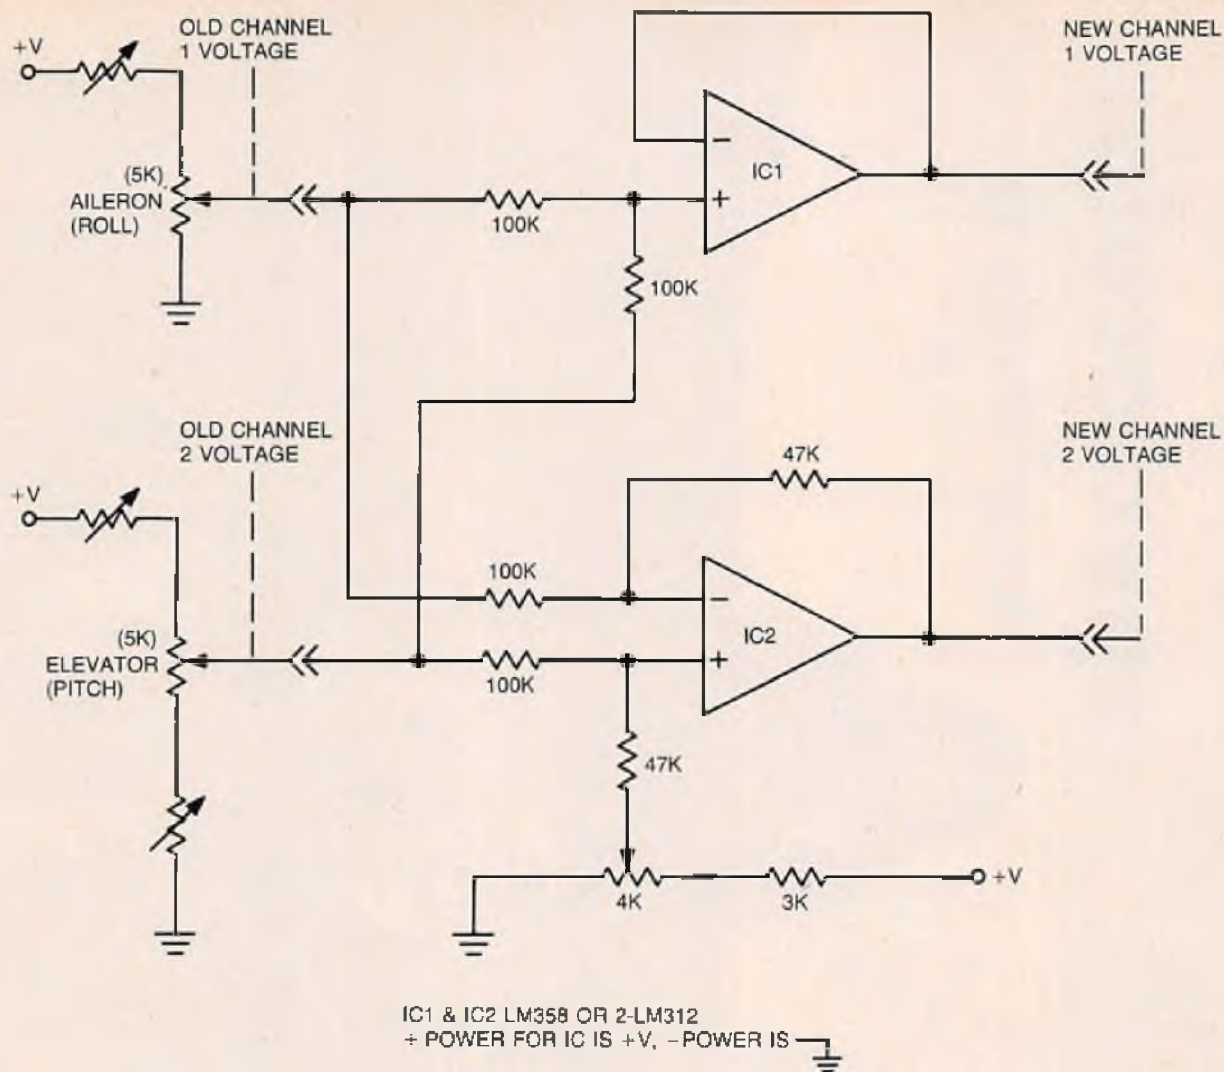 +V
OLD CHANNEL
1 VOLTAGE
NEW CHANNEL
1 VOLTAGE
(5K)
AILERON
(ROLL)
100K
100K
-
+
IC1
OLD CHANNEL
2 VOLTAGE
NEW CHANNEL
2 VOLTAGE
47K
+V
100K
-
+
IC2
(5K)
ELEVATOR
(PITCH)
100K
47K
4K
3K
+V
IC1 & IC2 LM358 OR 2-LM312
+ POWER FOR IC IS +V, -POWER IS